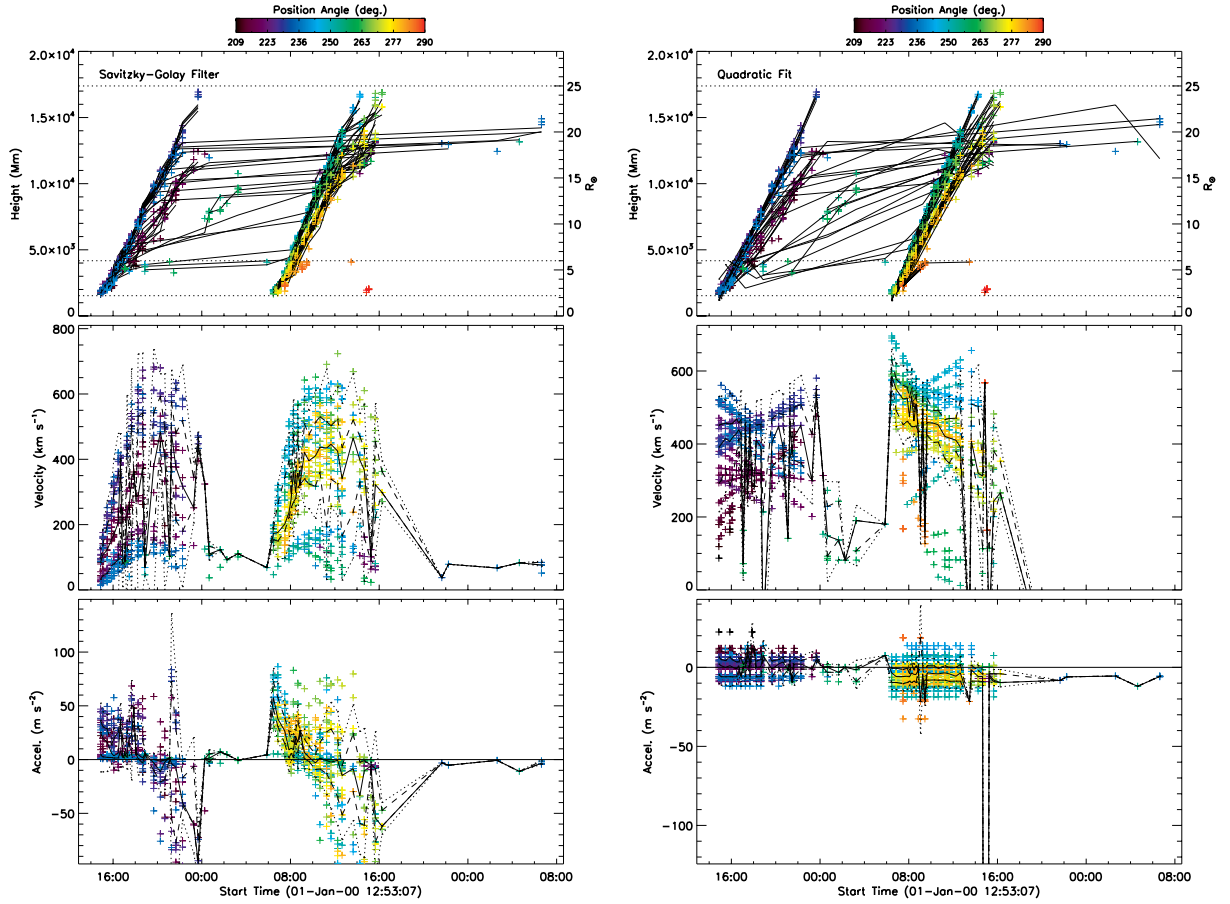 Position Angle (deg.)
209 223 236 250 263 277 290
2.0×10⁴
1.5×10⁴
1.0×10⁴
5.0×10³
0
Height (Mm)
Savitzky-Golay Filter
25
20
15
10
5
0
R⊙
800
600
400
200
0
Velocity (km s⁻¹)
100
50
0
-50
Accel. (m s⁻²)
16:00 00:00 08:00 16:00 00:00 08:00
Start Time (01-Jan-00 12:53:07)
Position Angle (deg.)
209 223 236 250 263 277 290
2.0×10⁴
1.5×10⁴
1.0×10⁴
5.0×10³
0
Height (Mm)
Quadratic Fit
25
20
15
10
5
0
R⊙
600
400
200
0
Velocity (km s⁻¹)
0
-50
-100
Accel. (m s⁻²)
16:00 00:00 08:00 16:00 00:00 08:00
Start Time (01-Jan-00 12:53:07)